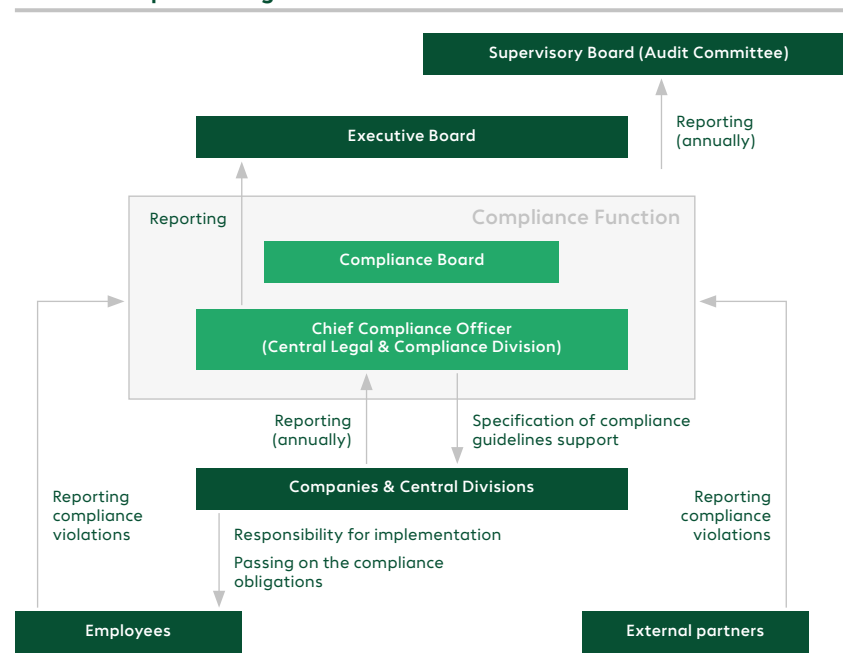 Supervisory Board (Audit Committee)
Reporting
(annually)
Executive Board
Reporting
Compliance Function
Compliance Board
Chief Compliance Officer
(Central Legal & Compliance Division)
Reporting
(annually)
Specification of compliance
guidelines support
Companies & Central Divisions
Reporting
compliance
violations
Responsibility for implementation
Passing on the compliance
obligations
Reporting
compliance
violations
Employees
External partners